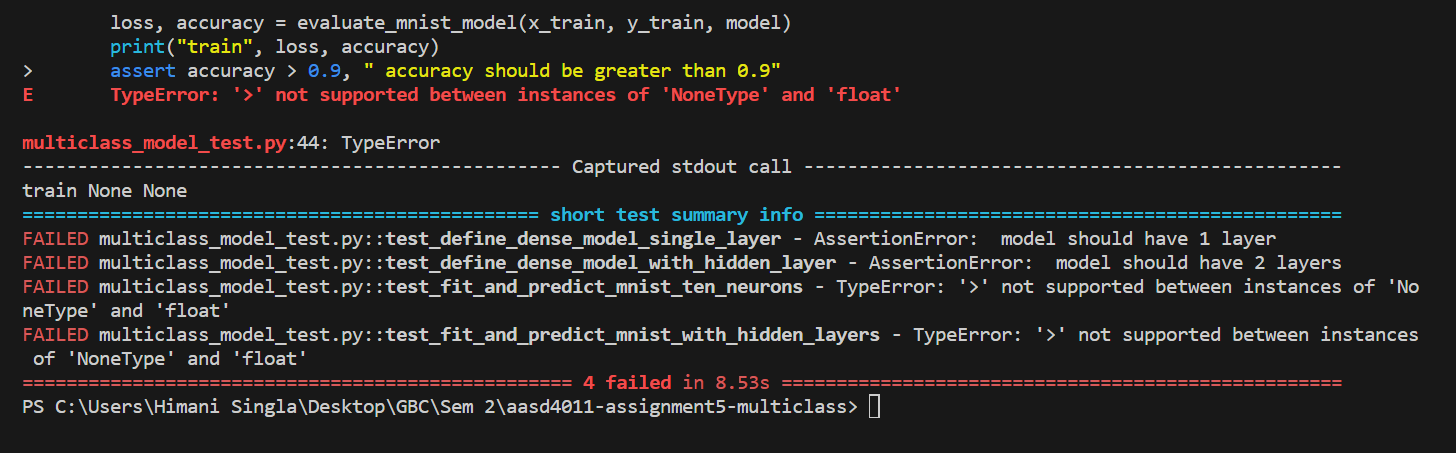 loss, accuracy = evaluate_mnist_model(x_train, y_train, model)
print("train", loss, accuracy)
> assert accuracy > 0.9, " accuracy should be greater than 0.9"
E TypeError: '>' not supported between instances of 'NoneType' and 'float'
multiclass_model_test.py:44: TypeError
------------------------------------------------- Captured stdout call -------------------------------------------------
train None None
=============================================== short test summary info ================================================
FAILED multiclass_model_test.py::test_define_dense_model_single_layer - AssertionError:  model should have 1 layer
FAILED multiclass_model_test.py::test_define_dense_model_with_hidden_layer - AssertionError:  model should have 2 layers
FAILED multiclass_model_test.py::test_fit_and_predict_mnist_ten_neurons - TypeError: '>' not supported between instances of 'No
neType' and 'float'
FAILED multiclass_model_test.py::test_fit_and_predict_mnist_with_hidden_layers - TypeError: '>' not supported between instances
of 'NoneType' and 'float'
================================================== 4 failed in 8.53s ===================================================
PS C:\Users\Himani Singla\Desktop\GBC\Sem 2\aasd4011-assignment5-multiclass>